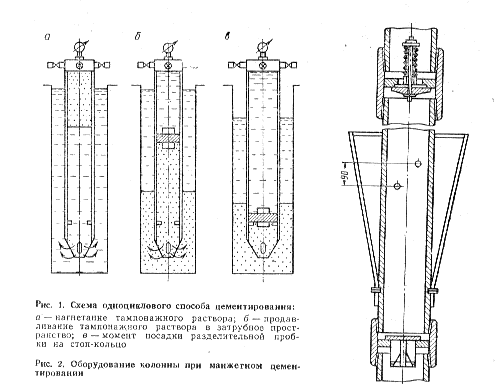 а
б
в
90
Рис. 1. Схема одноциклового способа цементирования:
а — нагнетание тампонажного раствора; б — продав-
ливание тампонажного раствора в затрубное прост-
ранство; в — момент посадки разделительной проб-
ки на стоп-кольцо
Рис. 2. Оборудование колонны при манжетном цемен-
тировании